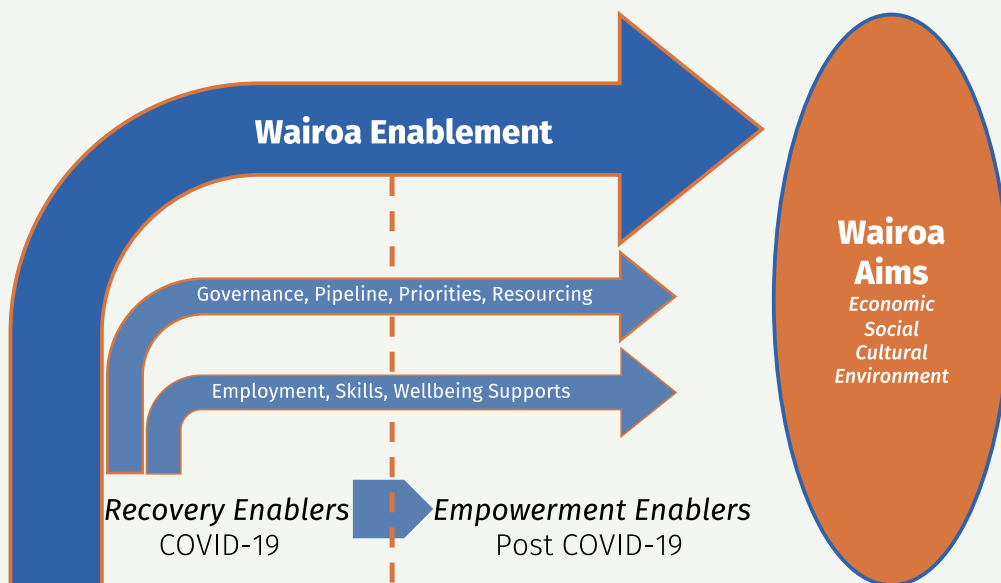 Wairoa Enablement
Governance, Pipeline, Priorities, Resourcing
Employment, Skills, Wellbeing Supports
Recovery Enablers
COVID-19
Empowerment Enablers
Post COVID-19
Wairoa
Aims
Economic
Social
Cultural
Environment